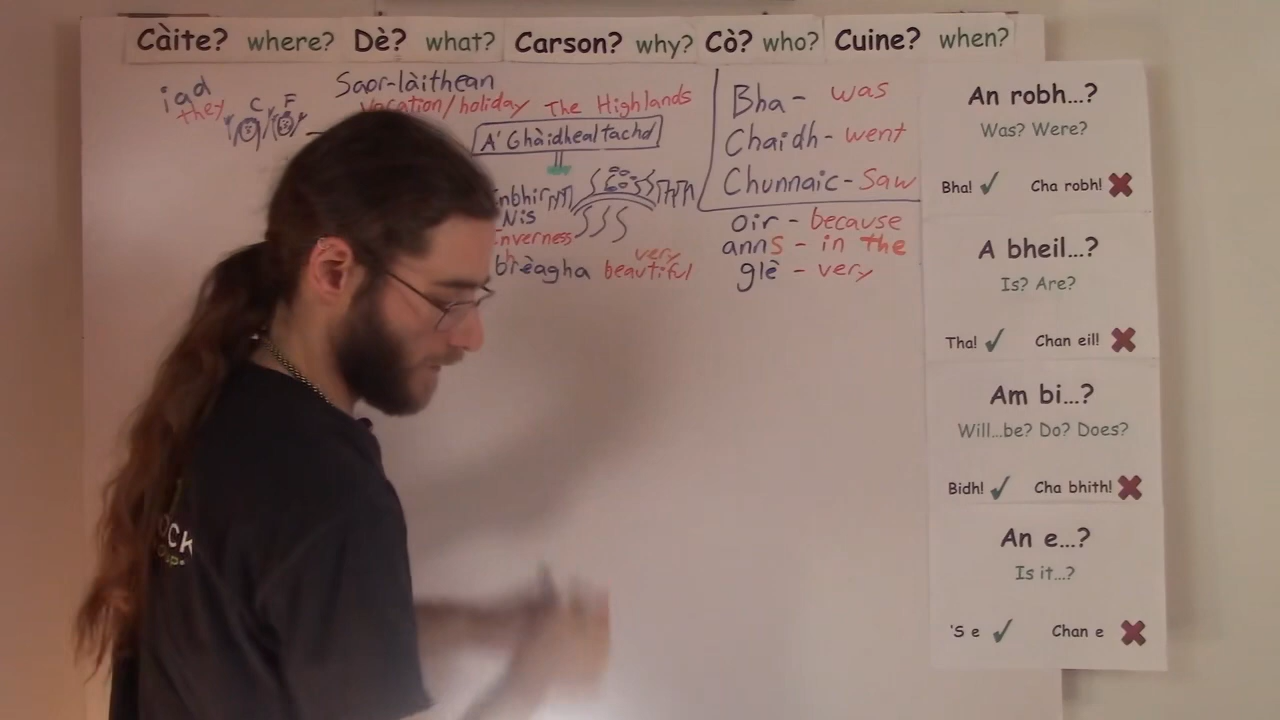 Càite? where? Dè? what? Carson? why? Cò? who? Cuine? when?
iad
they
C F
Saor-làithean
vacation/holiday The Highlands
A' Ghàidhealtachd
Nis
Inverness
very
brèagha beautiful
Bha - was
Chaidh - went
Chunnaic - Saw
oir - because
anns - in the
glè - very
An robh...?
Was? Were?
Bha! Cha robh!
A bheil...?
Is? Are?
Tha! Chan eil!
Am bi...?
Will...be? Do? Does?
Bidh! Cha bhith!
An e...?
Is it...?
'S e Chan e